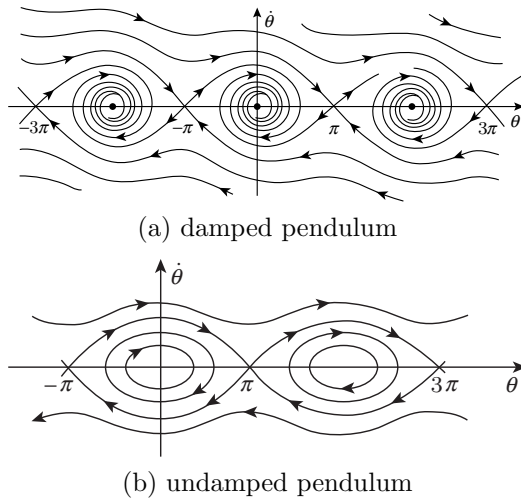 θ̇
−3π −π π 3π θ
(a) damped pendulum
θ̇
−π π 3π θ
(b) undamped pendulum